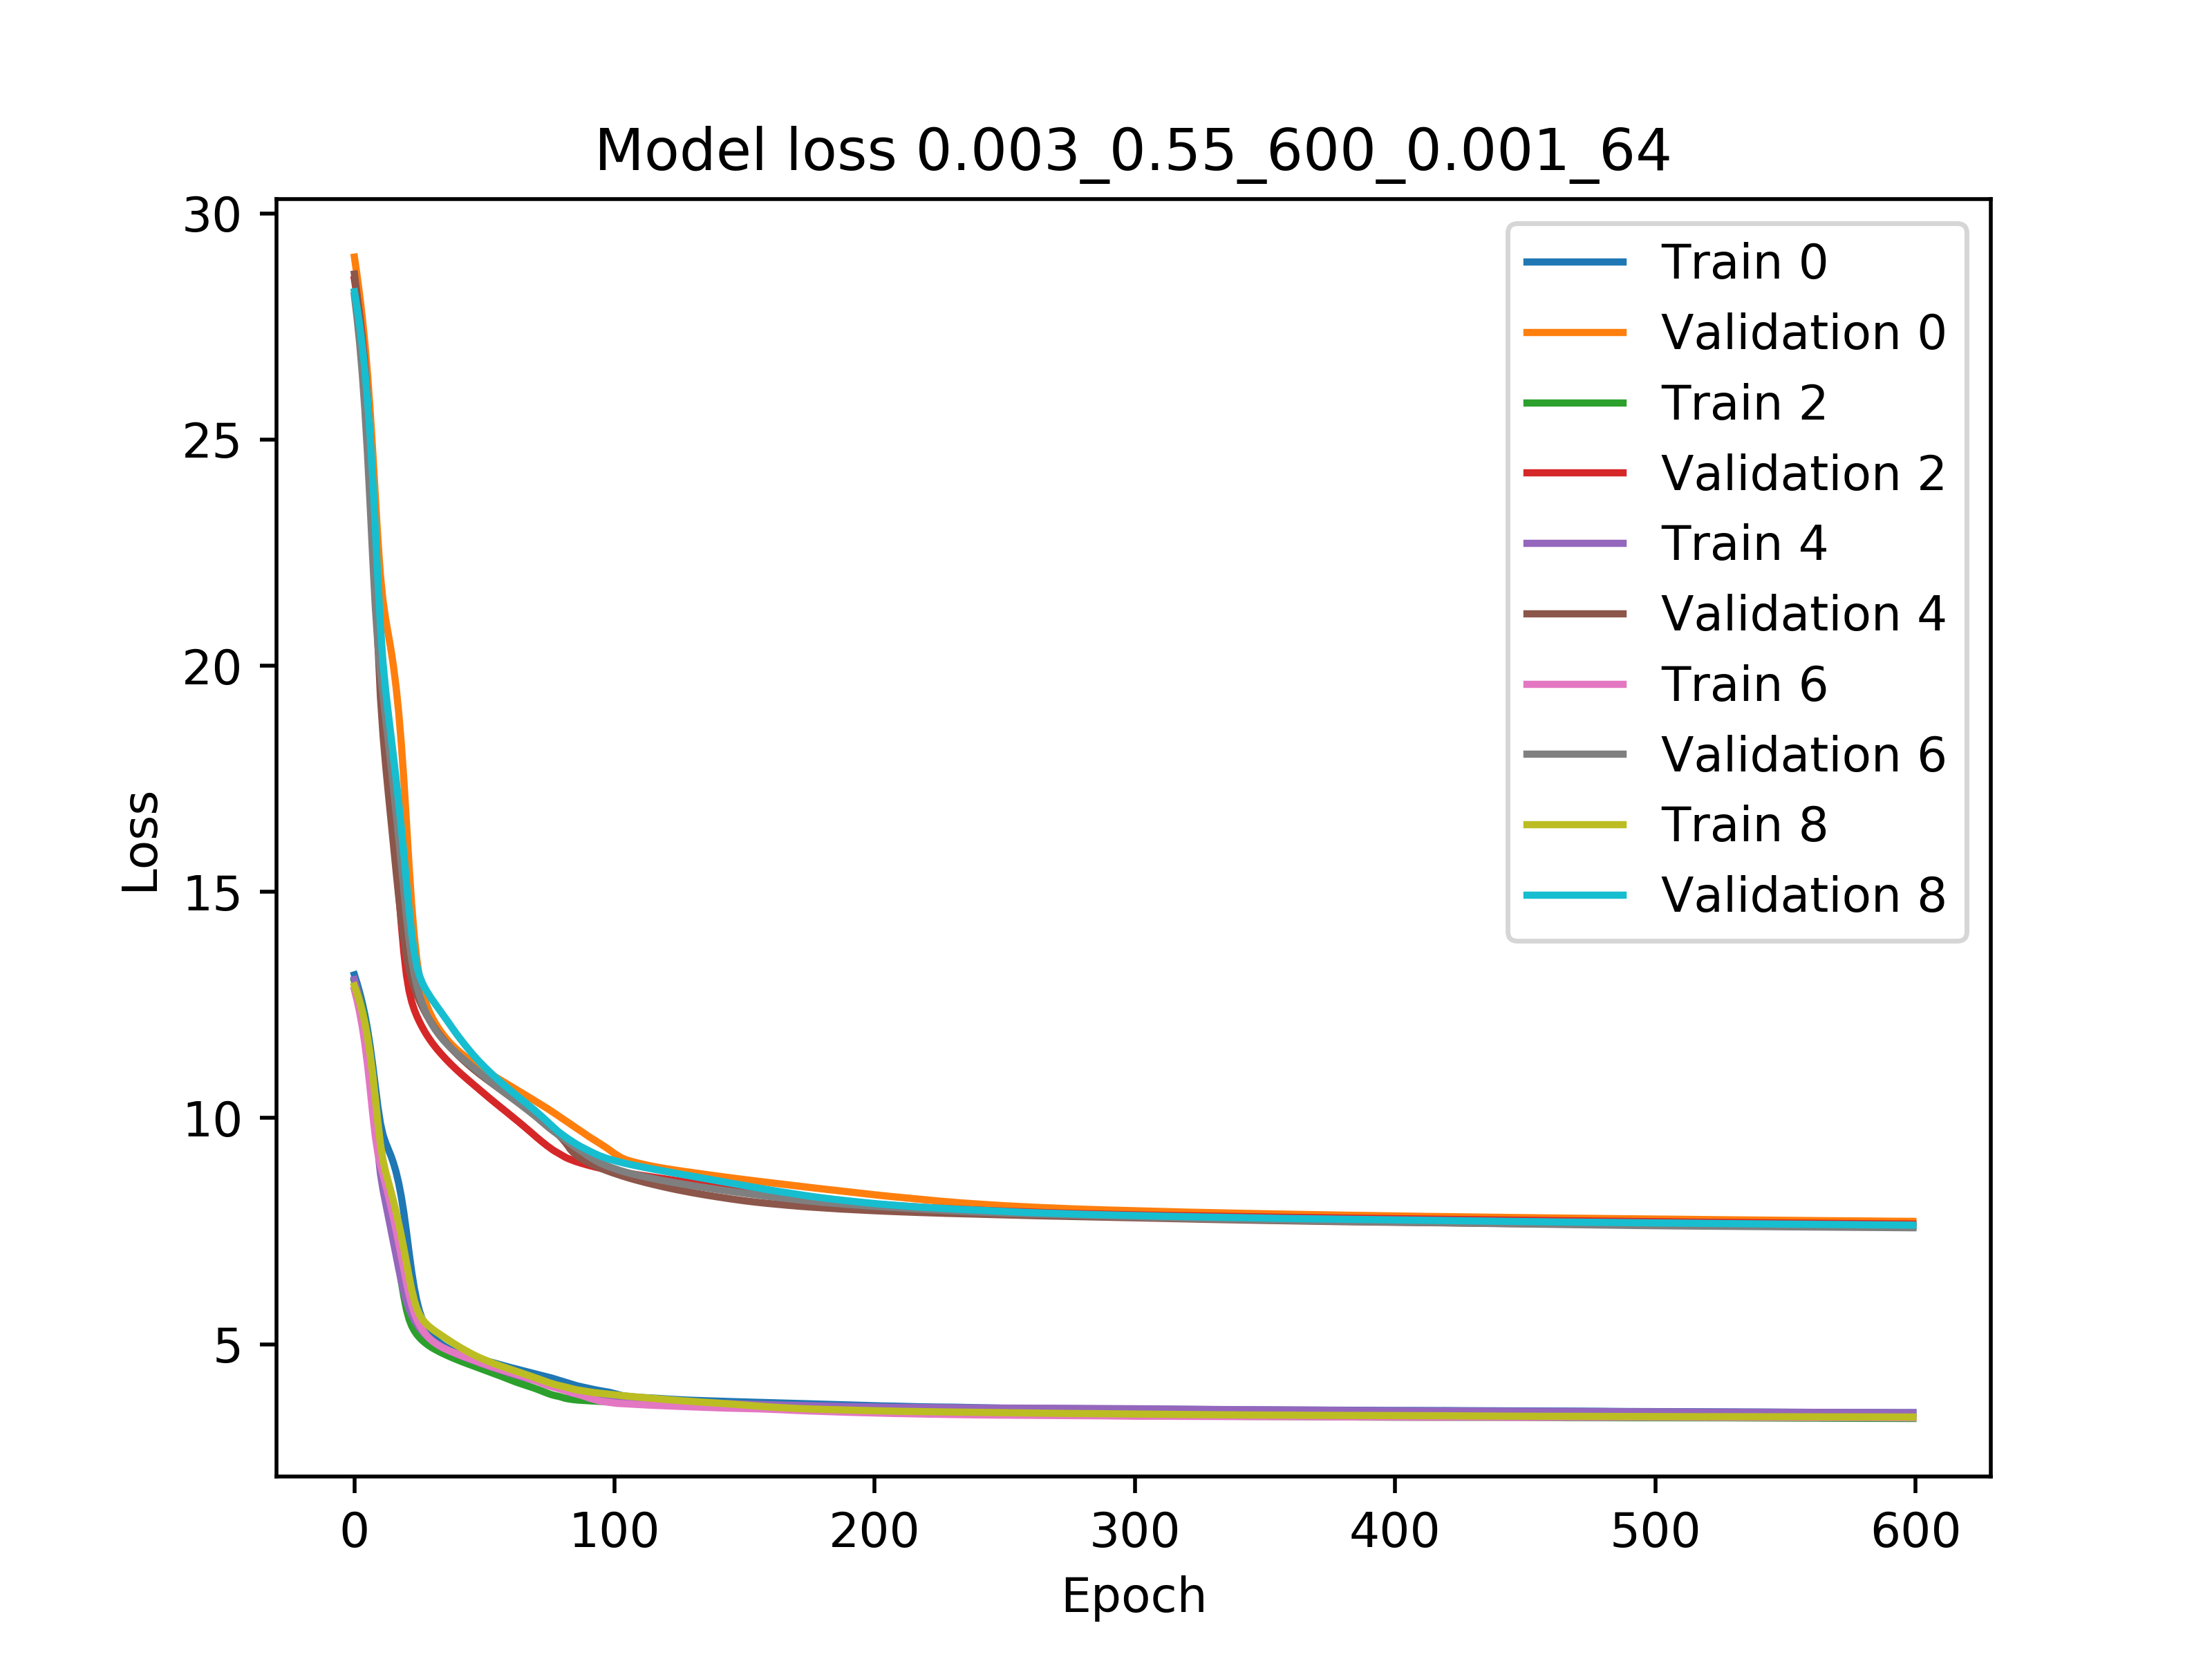 Model loss 0.003_0.55_600_0.001_64
30
25
20
15
10
5
Loss
Train 0
Validation 0
Train 2
Validation 2
Train 4
Validation 4
Train 6
Validation 6
Train 8
Validation 8
0 100 200 300 400 500 600
Epoch